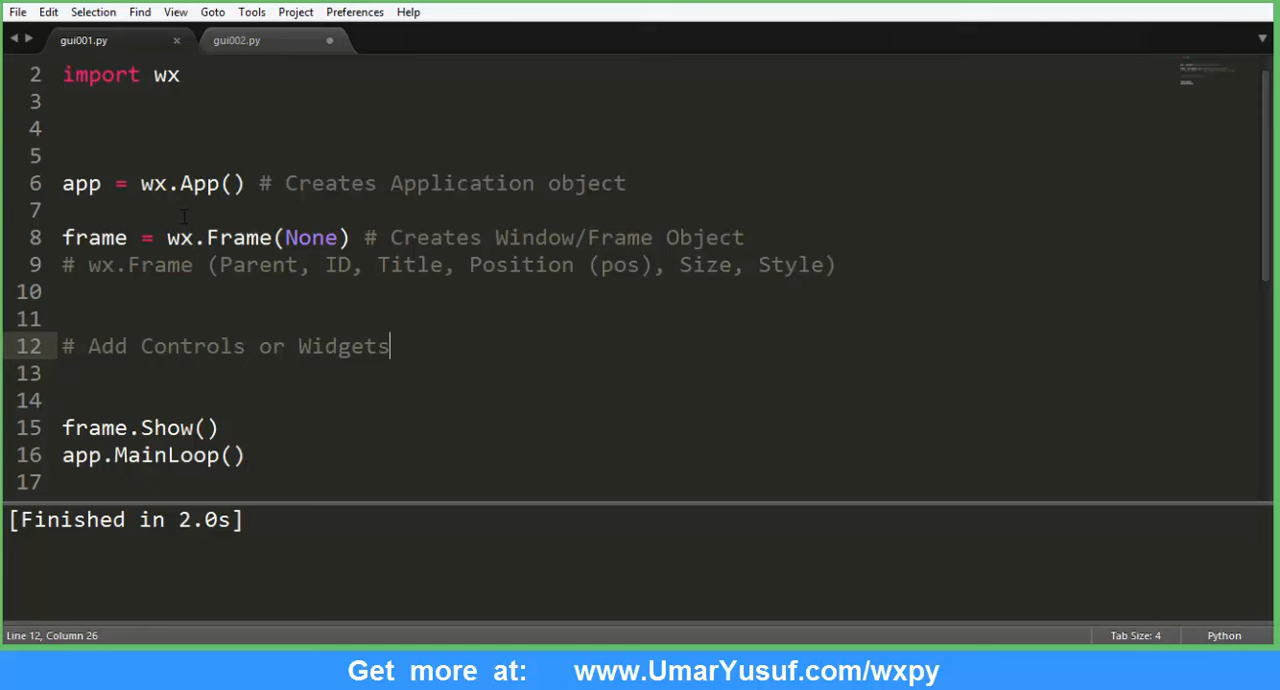 File Edit Selection Find View Goto Tools Project Preferences Help
gui001.py × gui002.py
2 import wx
3
4
5
6 app = wx.App() # Creates Application object
7
8 frame = wx.Frame(None) # Creates Window/Frame Object
9 # wx.Frame (Parent, ID, Title, Position (pos), Size, Style)
10
11
12 # Add Controls or Widgets
13
14
15 frame.Show()
16 app.MainLoop()
17
[Finished in 2.0s]
Line 12, Column 26 Tab Size: 4 Python
Get more at: www.UmarYusuf.com/wxpy